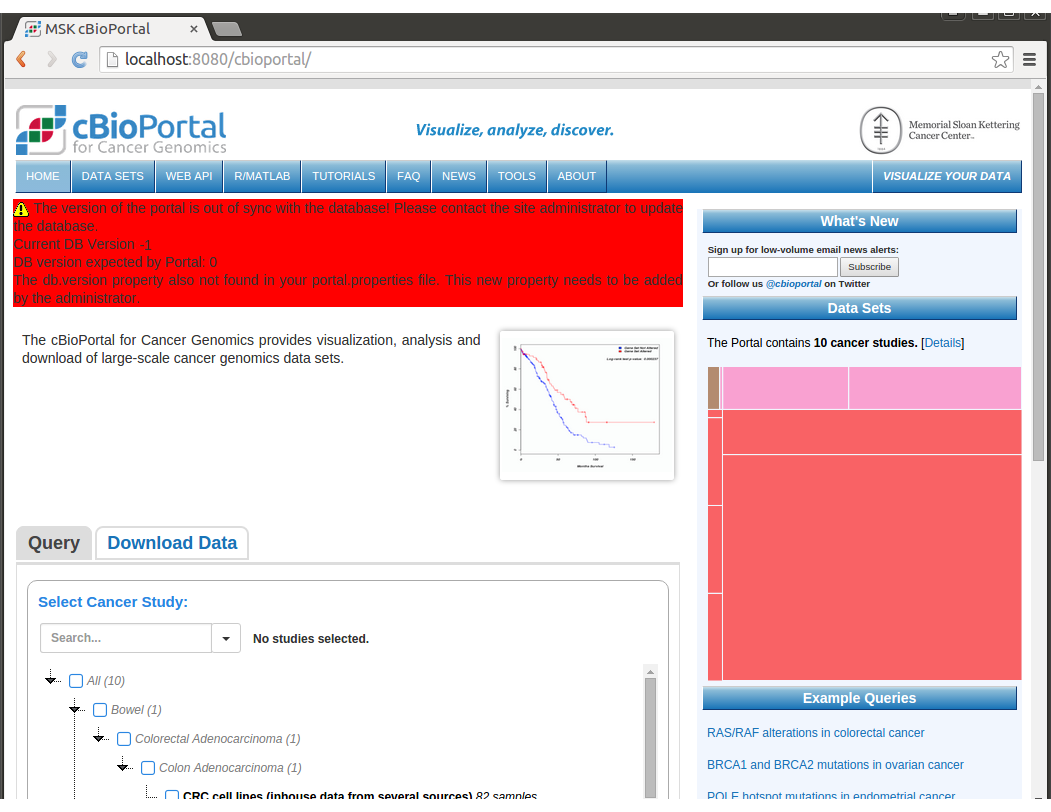 MSK cBioPortal
localhost:8080/cbioportal/
cBioPortal
for Cancer Genomics
Visualize, analyze, discover.
Memorial Sloan Kettering
Cancer Center
HOME DATA SETS WEB API R/MATLAB TUTORIALS FAQ NEWS TOOLS ABOUT VISUALIZE YOUR DATA
The version of the portal is out of sync with the database! Please contact the site administrator to update
the database.
Current DB Version -1
DB version expected by Portal: 0
The db.version property also not found in your portal.properties file. This new property needs to be added
by the administrator.
The cBioPortal for Cancer Genomics provides visualization, analysis and
download of large-scale cancer genomics data sets.
Months Survival
Query Download Data
Select Cancer Study:
Search...
No studies selected.
All (10)
Bowel (1)
Colorectal Adenocarcinoma (1)
Colon Adenocarcinoma (1)
CRC cell lines (inhouse data from several sources) 82 samples
What's New
Sign up for low-volume email news alerts:
Subscribe
Or follow us @cbioportal on Twitter
Data Sets
The Portal contains 10 cancer studies. [Details]
Example Queries
RAS/RAF alterations in colorectal cancer
BRCA1 and BRCA2 mutations in ovarian cancer
POLE hotspot mutations in endometrial cancer